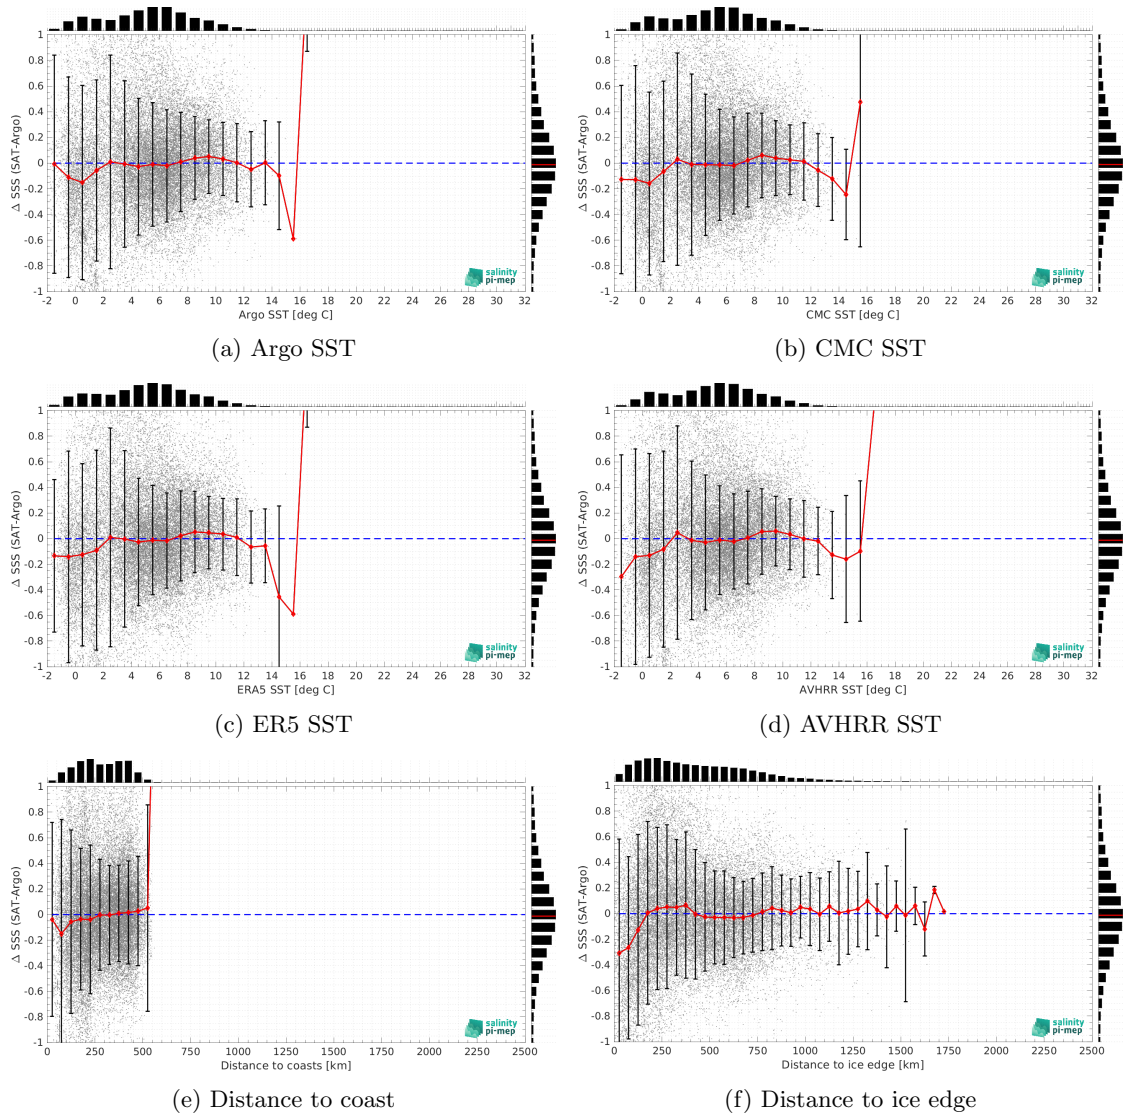 1
0.8
0.6
0.4
0.2
0
-0.2
-0.4
-0.6
-0.8
-1
Δ SSS (SAT-Argo)
salinity
pi-mep
-2 0 2 4 6 8 10 12 14 16 18 20 22 24 26 28 30 32
Argo SST [deg C]
(a) Argo SST
1
0.8
0.6
0.4
0.2
0
-0.2
-0.4
-0.6
-0.8
-1
Δ SSS (SAT-Argo)
salinity
pi-mep
-2 0 2 4 6 8 10 12 14 16 18 20 22 24 26 28 30 32
CMC SST [deg C]
(b) CMC SST
1
0.8
0.6
0.4
0.2
0
-0.2
-0.4
-0.6
-0.8
-1
Δ SSS (SAT-Argo)
salinity
pi-mep
-2 0 2 4 6 8 10 12 14 16 18 20 22 24 26 28 30 32
ERA5 SST [deg C]
(c) ER5 SST
1
0.8
0.6
0.4
0.2
0
-0.2
-0.4
-0.6
-0.8
-1
Δ SSS (SAT-Argo)
salinity
pi-mep
-2 0 2 4 6 8 10 12 14 16 18 20 22 24 26 28 30 32
AVHRR SST [deg C]
(d) AVHRR SST
1
0.8
0.6
0.4
0.2
0
-0.2
-0.4
-0.6
-0.8
-1
Δ SSS (SAT-Argo)
salinity
pi-mep
0 250 500 750 1000 1250 1500 1750 2000 2250 2500
Distance to coasts [km]
(e) Distance to coast
1
0.8
0.6
0.4
0.2
0
-0.2
-0.4
-0.6
-0.8
-1
Δ SSS (SAT-Argo)
salinity
pi-mep
0 250 500 750 1000 1250 1500 1750 2000 2250 2500
Distance to ice edge [km]
(f) Distance to ice edge